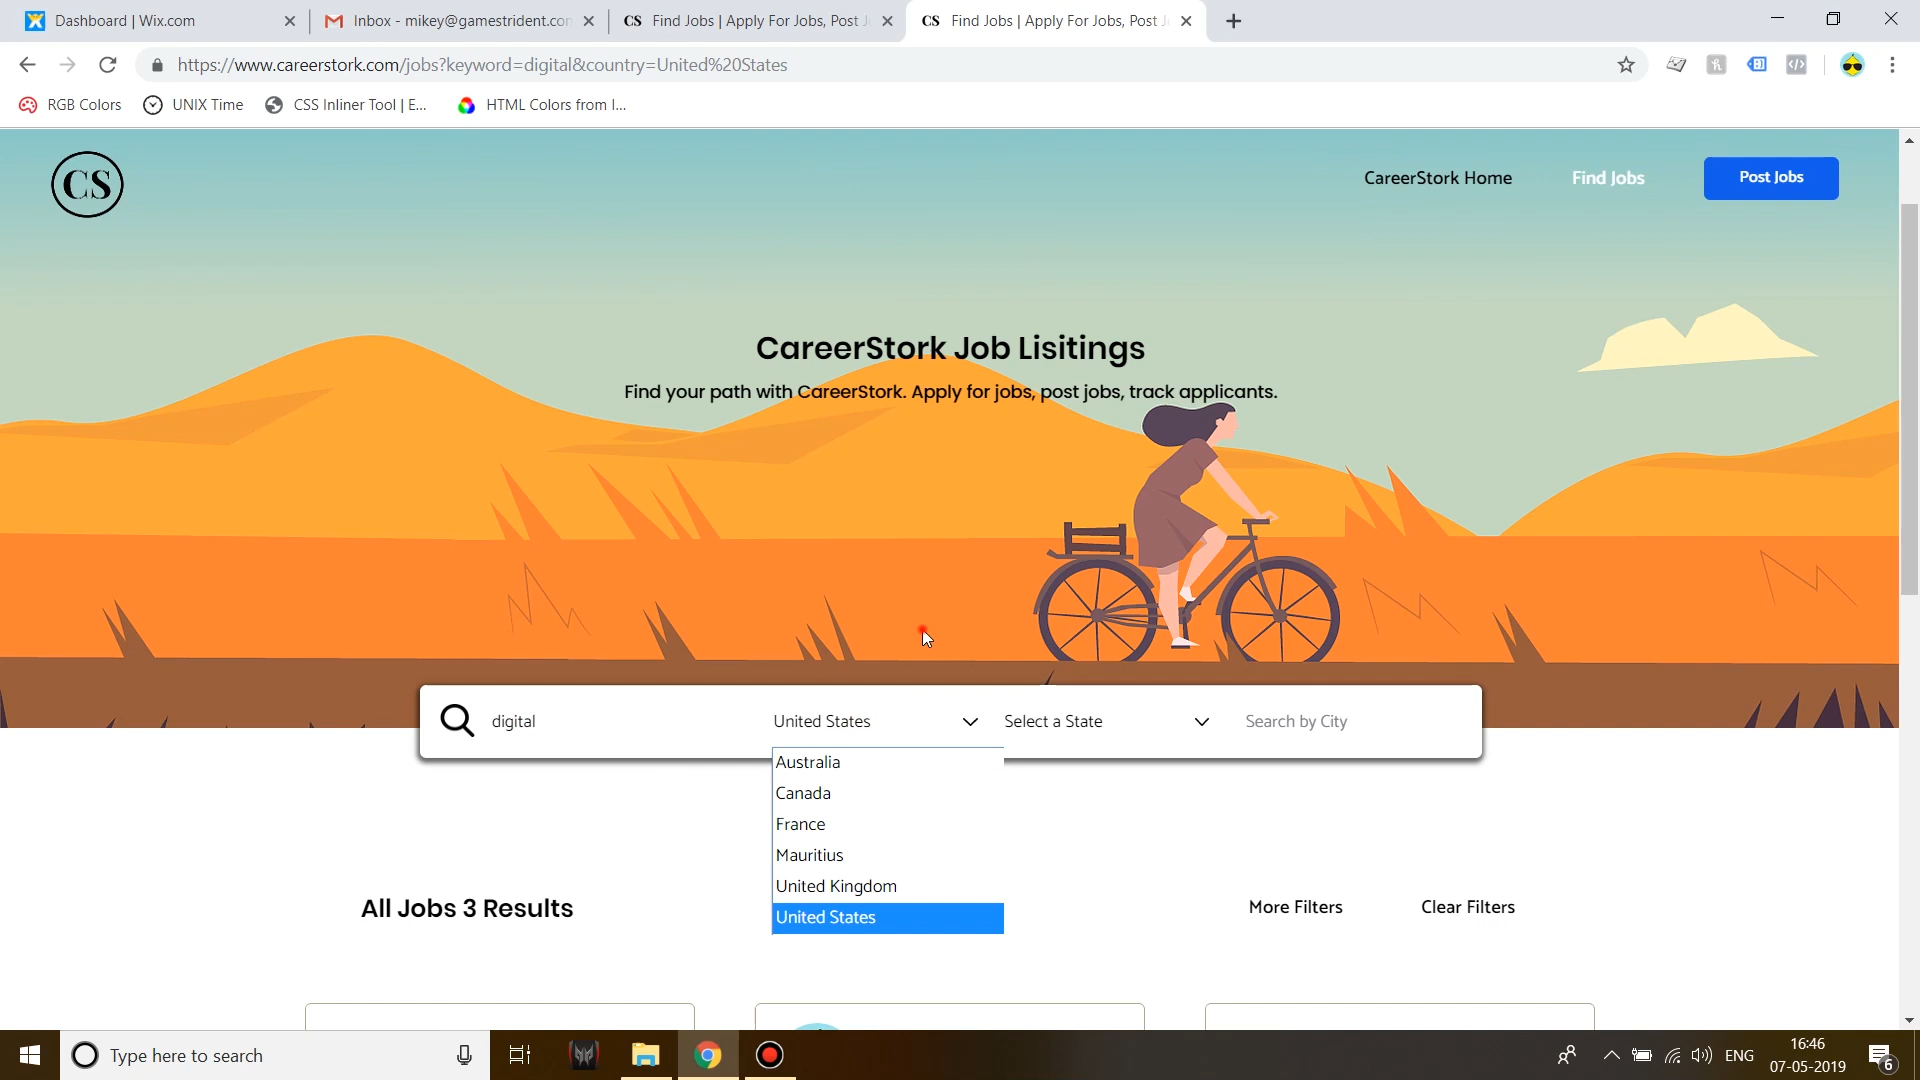 Dashboard | Wix.com
Inbox - mikey@gamestrident.com
CS Find Jobs | Apply For Jobs, Post J
CS Find Jobs | Apply For Jobs, Post J
https://www.careerstork.com/jobs?keyword=digital&country=United%20States
RGB Colors
UNIX Time
CSS Inliner Tool | E...
HTML Colors from I...
CS
CareerStork Home
Find Jobs
Post Jobs
CareerStork Job Lisitings
Find your path with CareerStork. Apply for jobs, post jobs, track applicants.
digital
United States
Select a State
Search by City
Australia
Canada
France
Mauritius
United Kingdom
United States
All Jobs 3 Results
More Filters
Clear Filters
Type here to search
ENG
16:46
07-05-2019
6